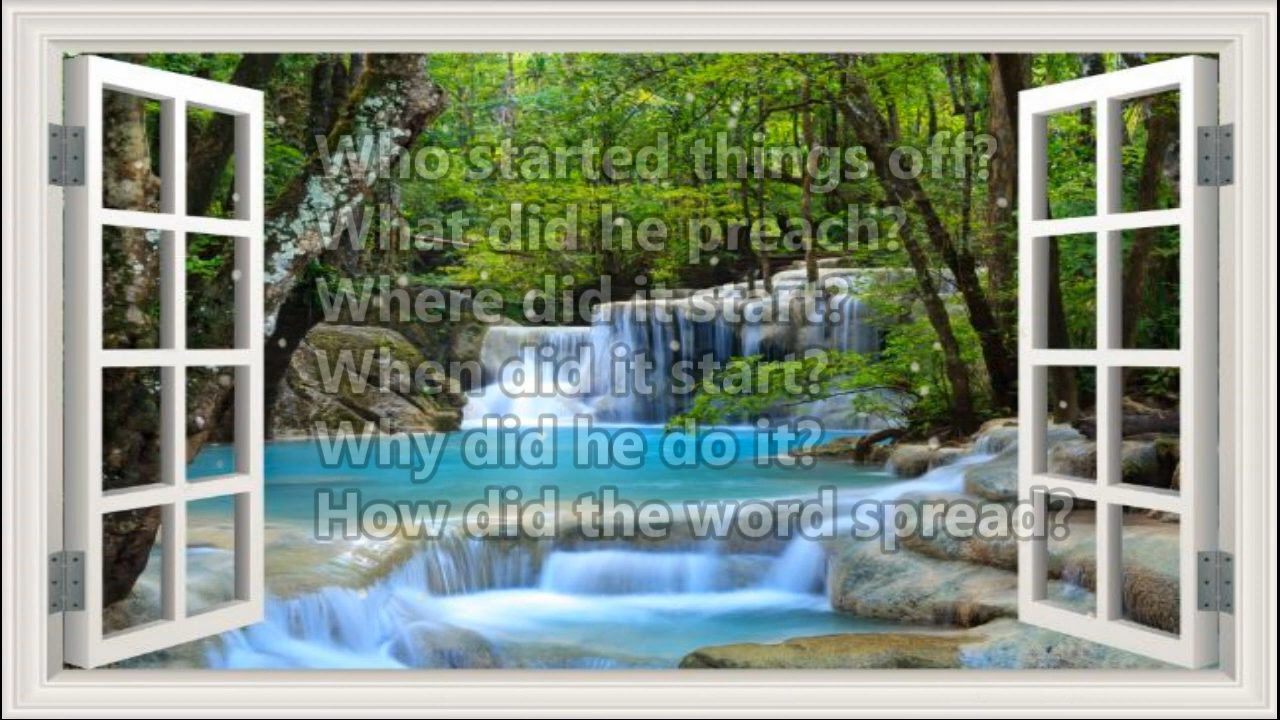 Who started things off?
What did he preach?
Where did it start?
When did it start?
Why did he do it?
How did the word spread?